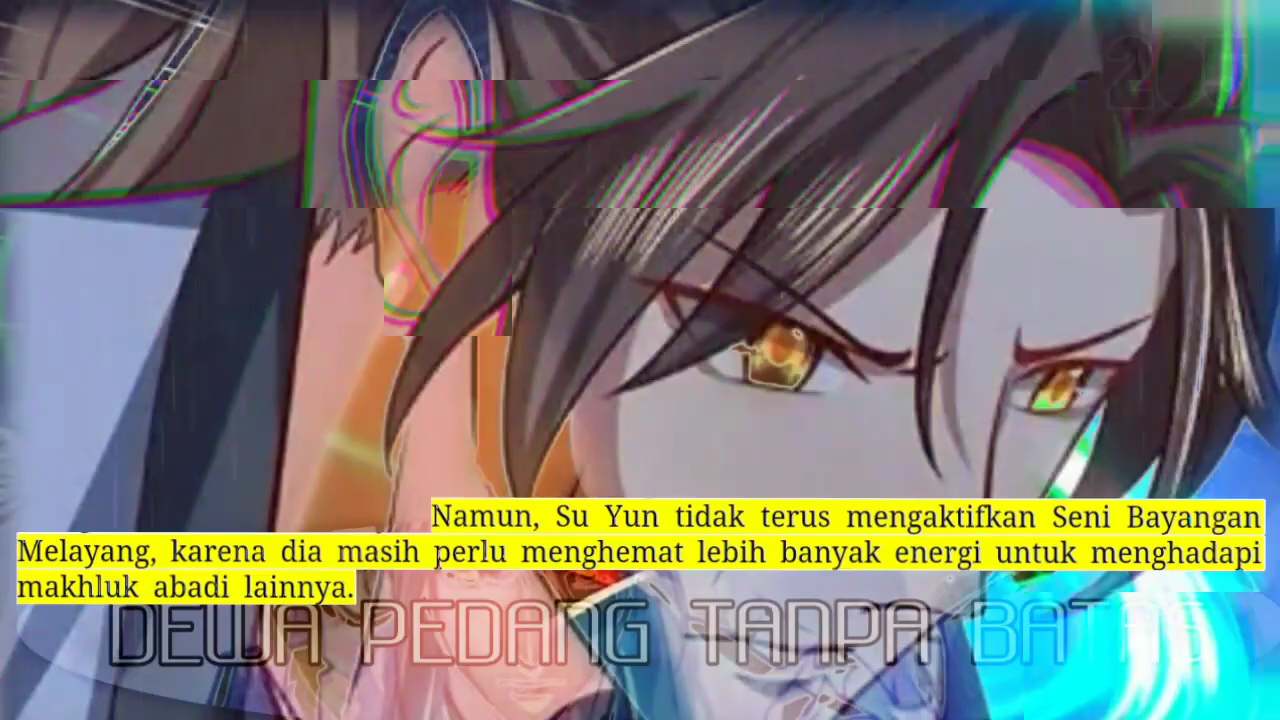 Namun, Su Yun tidak terus mengaktifkan Seni Bayangan
Melayang, karena dia masih perlu menghemat lebih banyak energi untuk menghadapi
makhluk abadi lainnya.
DEWA PEDANG TANPA BATAS